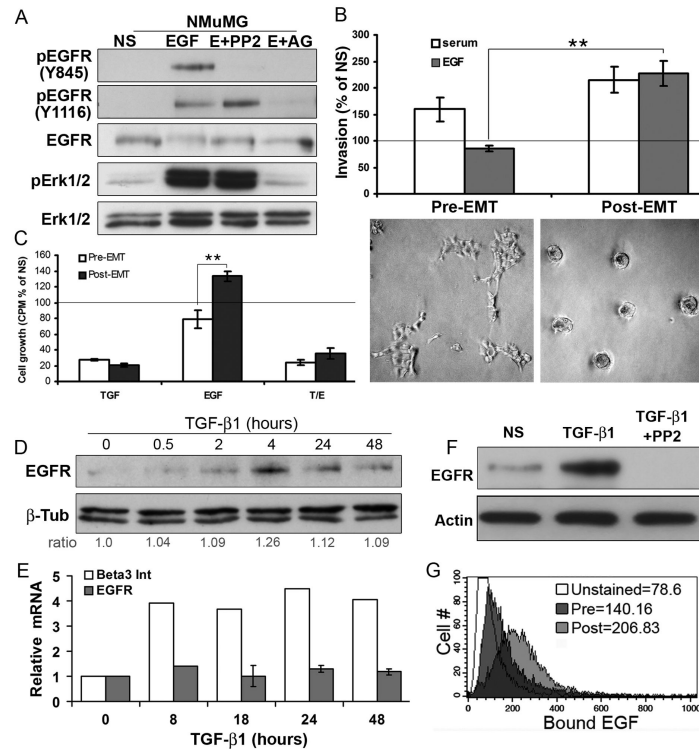 A
NMuMG
NS EGF E+PP2 E+AG
pEGFR
(Y845)
pEGFR
(Y1116)
EGFR
pErk1/2
Erk1/2
B
Invasion (% of NS)
300
250
200
150
100
50
0
serum
EGF
**
Pre-EMT Post-EMT
C
Cell growth (CPM % of NS)
160
140
120
100
80
60
40
20
0
Pre-EMT
Post-EMT
**
TGF EGF T/E
D
TGF-β1 (hours)
0 0.5 2 4 24 48
EGFR
β-Tub
ratio 1.0 1.04 1.09 1.26 1.12 1.09
F
NS TGF-β1 TGF-β1
+PP2
EGFR
Actin
E
Relative mRNA
5
4
3
2
1
0
Beta3 Int
EGFR
0 8 18 24 48
TGF-β1 (hours)
G
Cell #
100
80
60
40
20
0
Unstained=78.6
Pre=140.16
Post=206.83
0 200 400 600 800 1000
Bound EGF